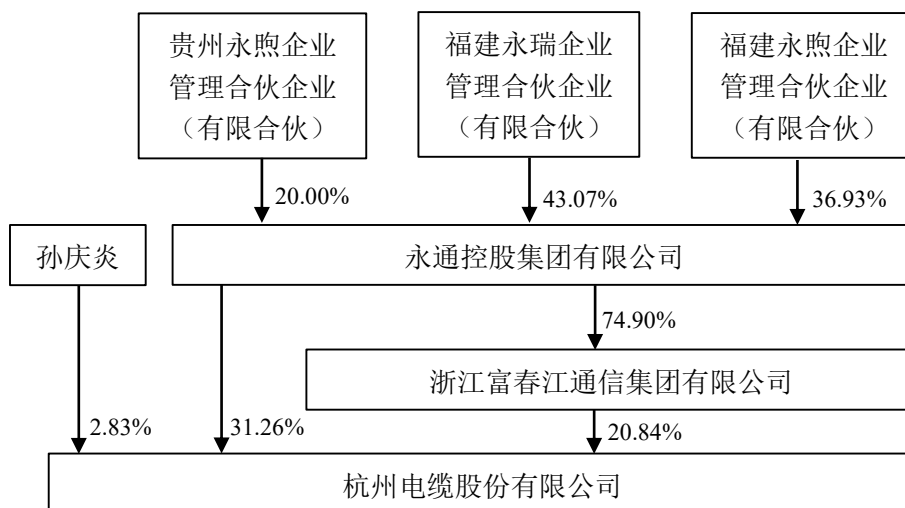 贵州永煦企业
管理合伙企业
（有限合伙）
福建永瑞企业
管理合伙企业
（有限合伙）
福建永煦企业
管理合伙企业
（有限合伙）
20.00%
43.07%
36.93%
孙庆炎
永通控股集团有限公司
74.90%
浙江富春江通信集团有限公司
2.83%
31.26%
20.84%
杭州电缆股份有限公司